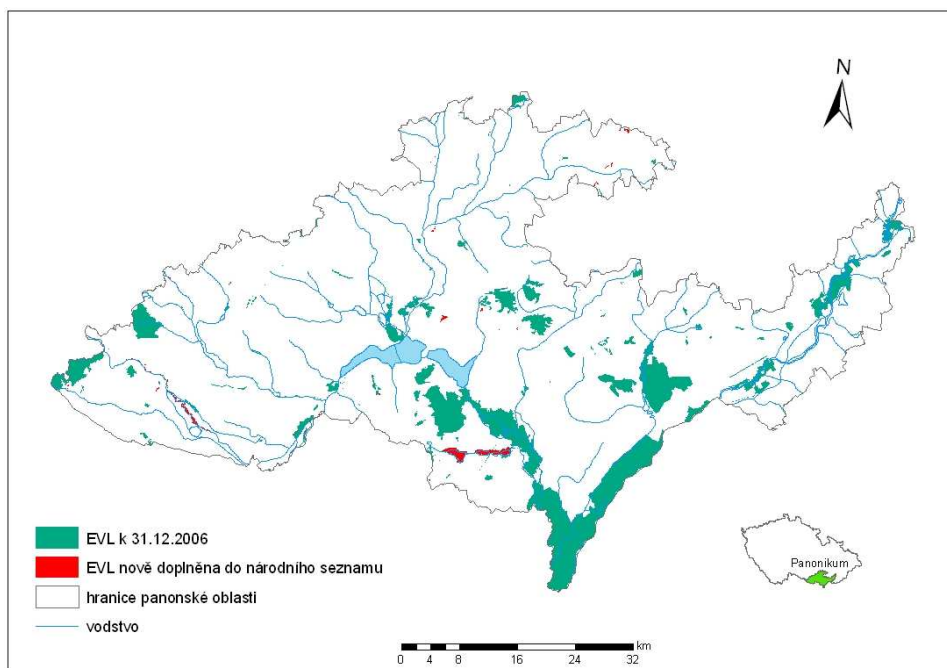 N
EVL k 31.12.2006
EVL nově doplněna do národního seznamu
hranice panonské oblasti
vodstvo
Panonikum
km
0 4 8 16 24 32